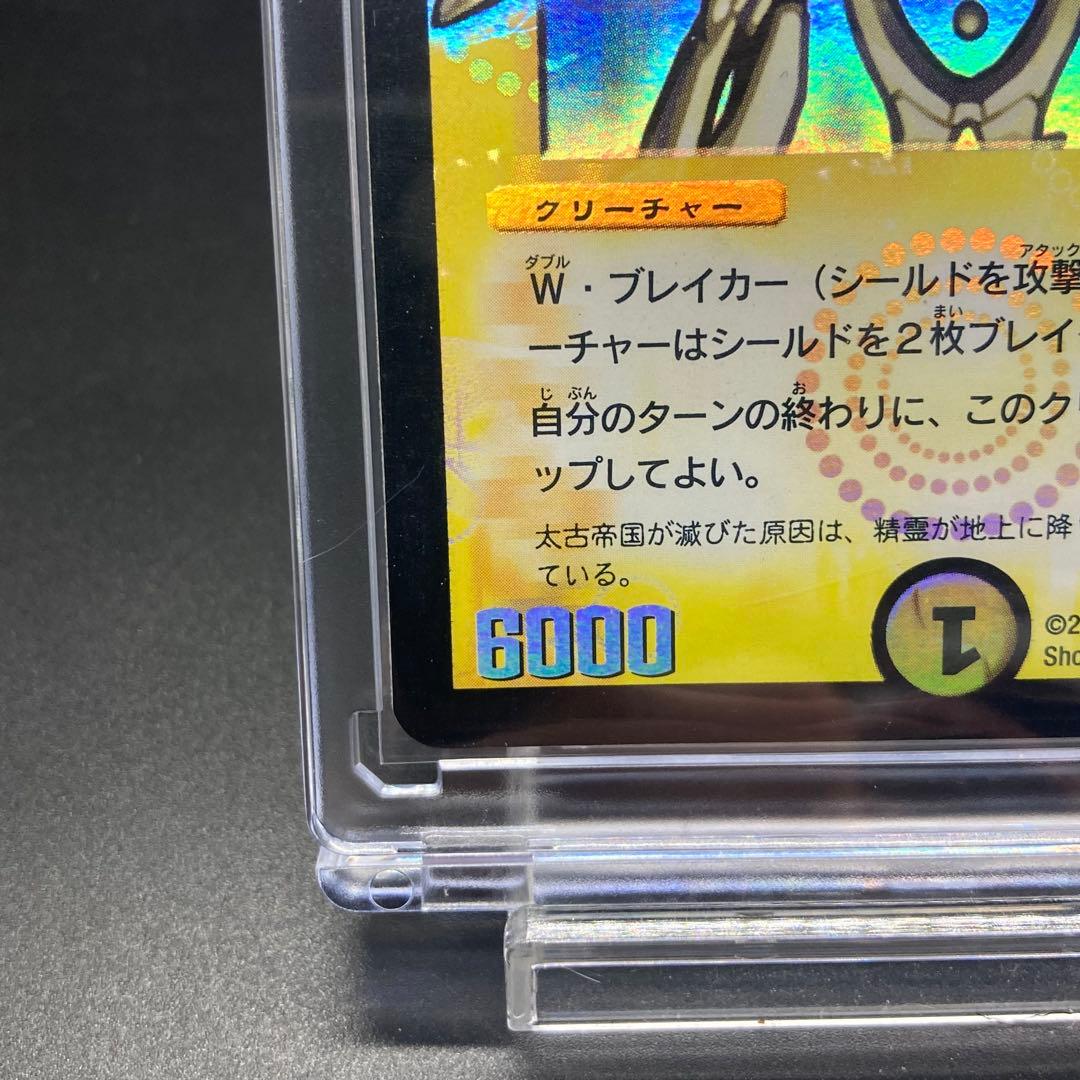 クリーチャー
W・ブレイカー（シールドを攻撃
ーチャーはシールドを2枚ブレイ
自分のターンの終わりに、このク
ップしてよい。
太古帝国が滅びた原因は、精霊が地上に降
ている。
6000
1
©2
Sho